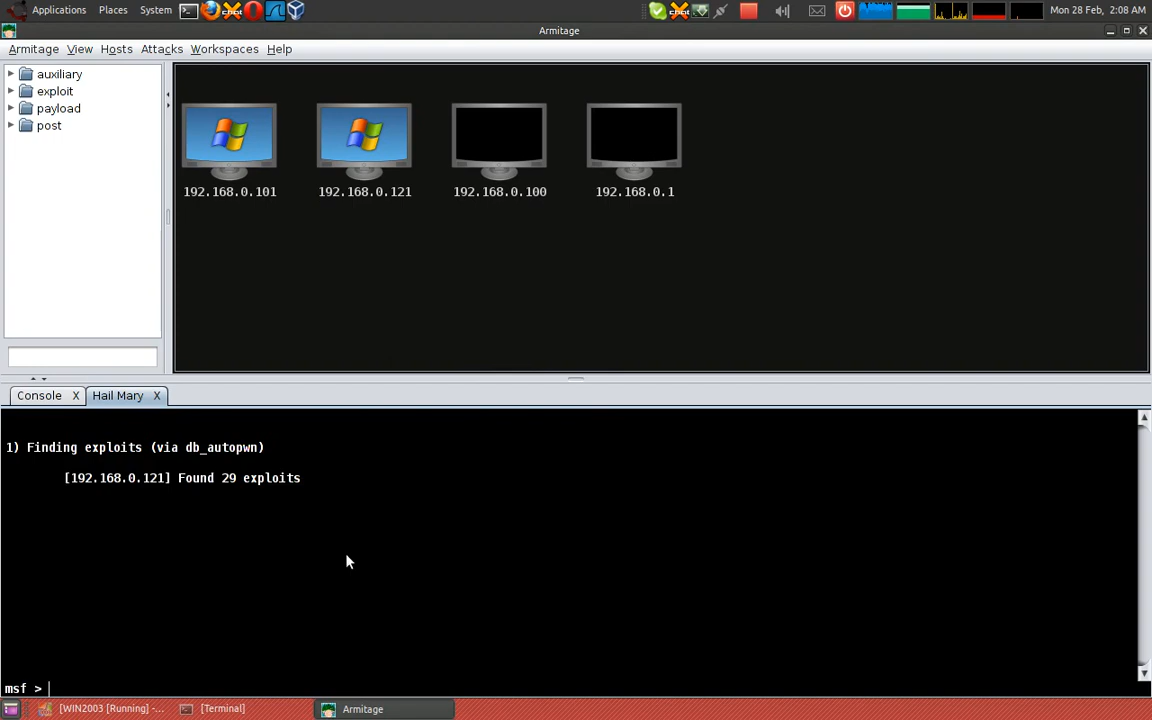 Applications Places System
Mon 28 Feb, 2:08 AM
Armitage
Armitage View Hosts Attacks Workspaces Help
auxiliary
exploit
payload
post
192.168.0.101 192.168.0.121 192.168.0.100 192.168.0.1
Console X Hail Mary X
1) Finding exploits (via db_autopwn)
[192.168.0.121] Found 29 exploits
msf >
[WIN2003 [Running] -... [Terminal] Armitage